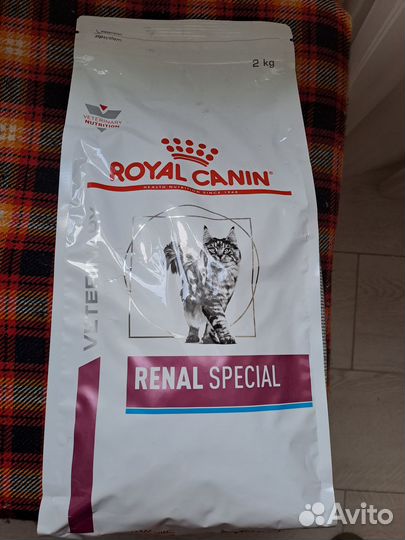 2 kg
VETERINARY
NUTRITION
ROYAL CANIN
HEALTH NUTRITION SINCE 1968
VETERINARY
RENAL SPECIAL
Avito